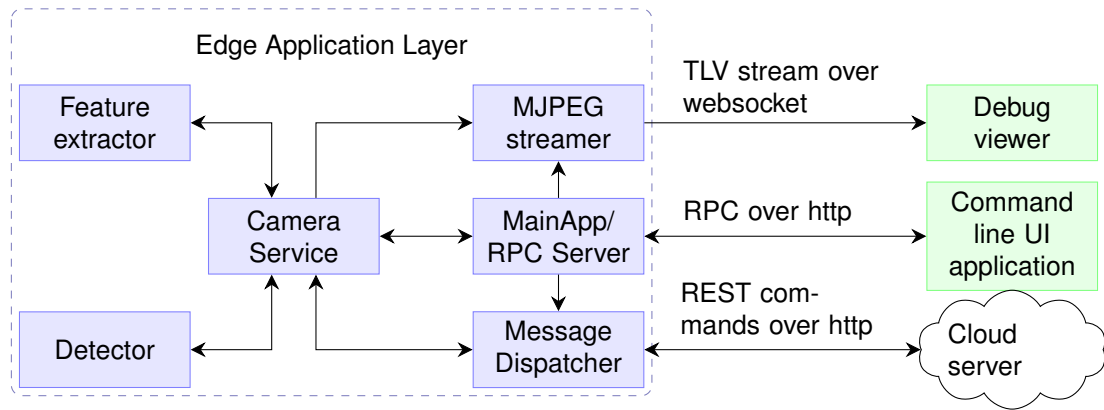 Edge Application Layer
Feature
extractor
MJPEG
streamer
TLV stream over
websocket
Debug
viewer
Camera
Service
MainApp/
RPC Server
RPC over http
Command
line UI
application
Detector
Message
Dispatcher
REST com-
mands over http
Cloud
server